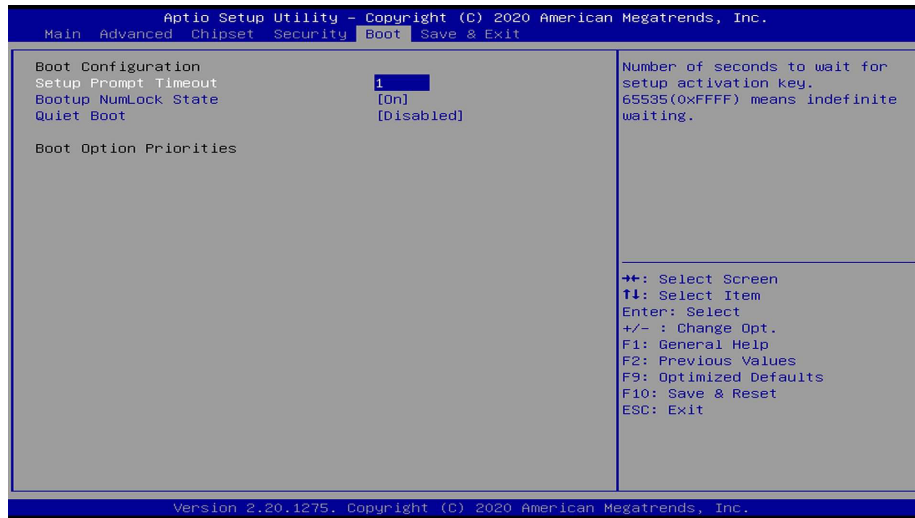 Aptio Setup Utility – Copyright (C) 2020 American Megatrends, Inc.
Main Advanced Chipset Security Boot Save & Exit
Boot Configuration
Setup Prompt Timeout 1
Bootup NumLock State [On]
Quiet Boot [Disabled]
Boot Option Priorities
Number of seconds to wait for
setup activation key.
65535(0xFFFF) means indefinite
waiting.
→←: Select Screen
↑↓: Select Item
Enter: Select
+/- : Change Opt.
F1: General Help
F2: Previous Values
F9: Optimized Defaults
F10: Save & Reset
ESC: Exit
Version 2.20.1275. Copyright (C) 2020 American Megatrends, Inc.